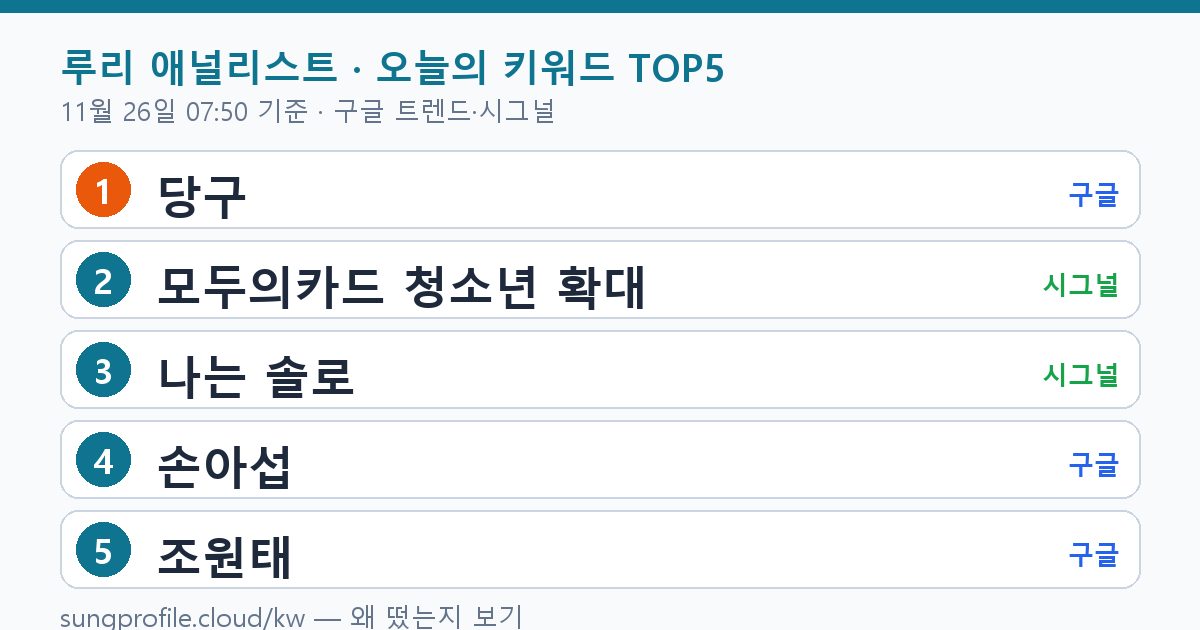 루리 애널리스트 · 오늘의 키워드 TOP5
11월 26일 07:50 기준 · 구글 트렌드·시그널
1 당구 구글
2 모두의카드 청소년 확대 시그널
3 나는 솔로 시그널
4 손아섭 구글
5 조원태 구글
sungprofile.cloud/kw — 왜 떴는지 보기